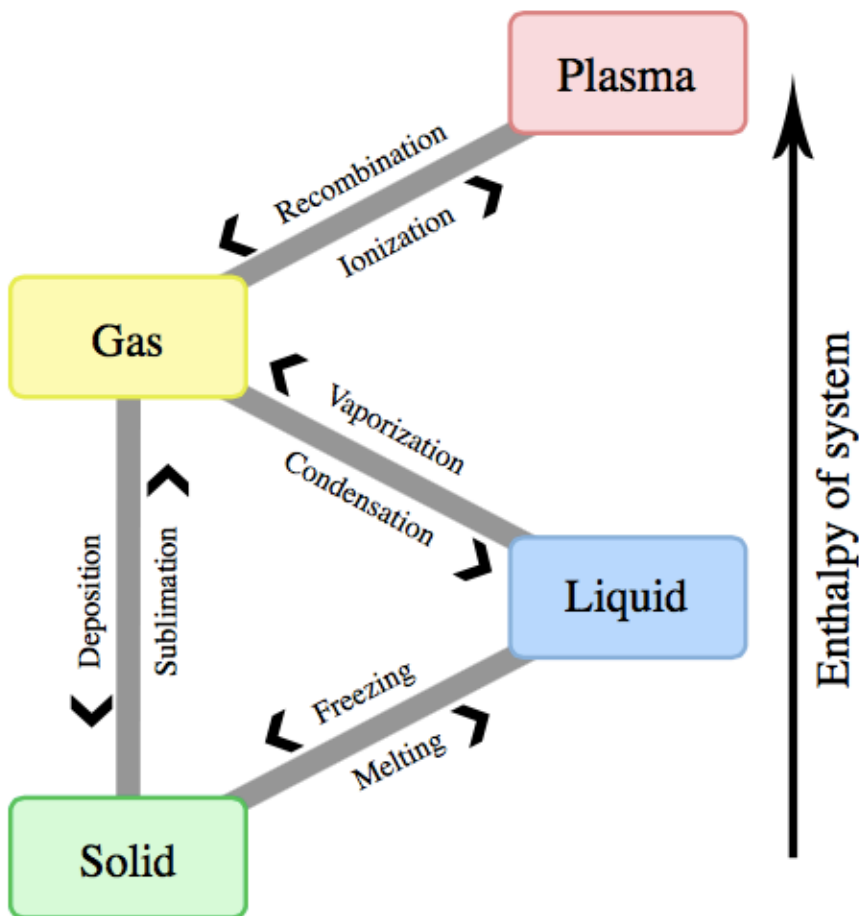 Plasma
Recombination
Ionization
Gas
Vaporization
Condensation
Deposition
Sublimation
Liquid
Freezing
Melting
Solid
Enthalpy of system